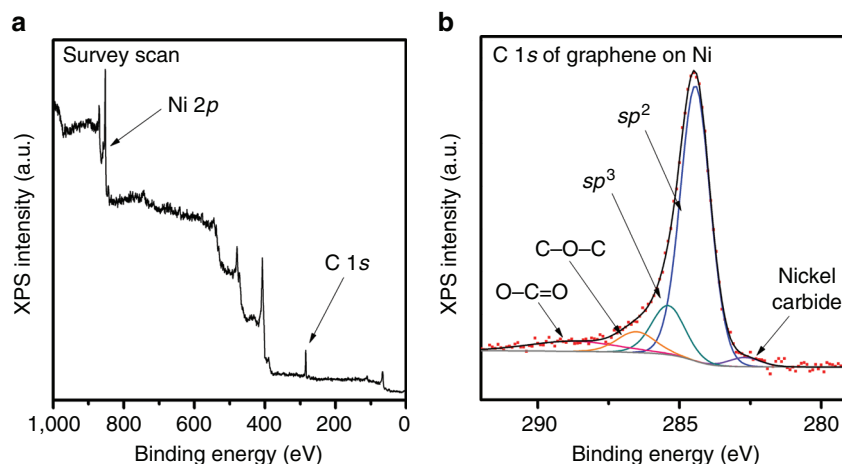 a
Survey scan
Ni 2p
C 1s
XPS intensity (a.u.)
1,000 800 600 400 200 0
Binding energy (eV)
b
C 1s of graphene on Ni
sp²
sp³
C–O–C
O–C=O
Nickel
carbide
XPS intensity (a.u.)
290 285 280
Binding energy (eV)